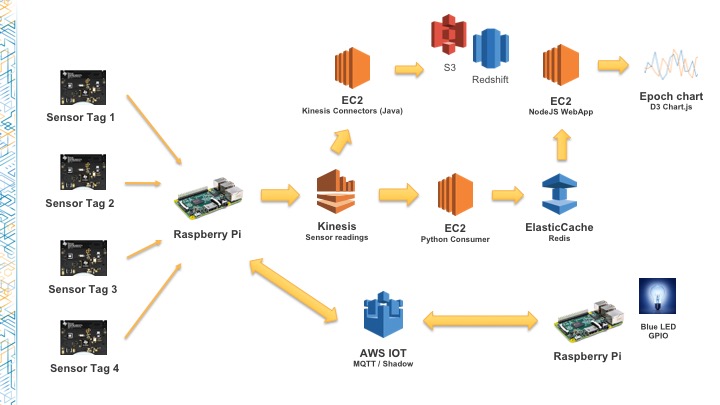 S3
Redshift
EC2
Kinesis Connectors (Java)
EC2
NodeJS WebApp
Epoch chart
D3 Chart.js
Sensor Tag 1
Sensor Tag 2
Sensor Tag 3
Sensor Tag 4
Raspberry Pi
Kinesis
Sensor readings
EC2
Python Consumer
ElasticCache
Redis
AWS IOT
MQTT / Shadow
Raspberry Pi
Blue LED
GPIO